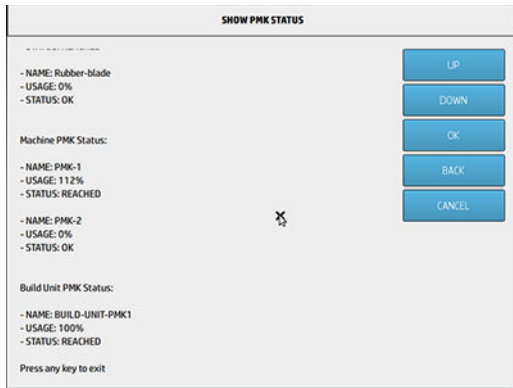 SHOW PMK STATUS
- NAME: Rubber-blade
- USAGE: 0%
- STATUS: OK
Machine PMK Status:
- NAME: PMK-1
- USAGE: 112%
- STATUS: REACHED
- NAME: PMK-2
- USAGE: 0%
- STATUS: OK
Build Unit PMK Status:
- NAME: BUILD-UNIT-PMK1
- USAGE: 100%
- STATUS: REACHED
Press any key to exit
UP
DOWN
OK
BACK
CANCEL